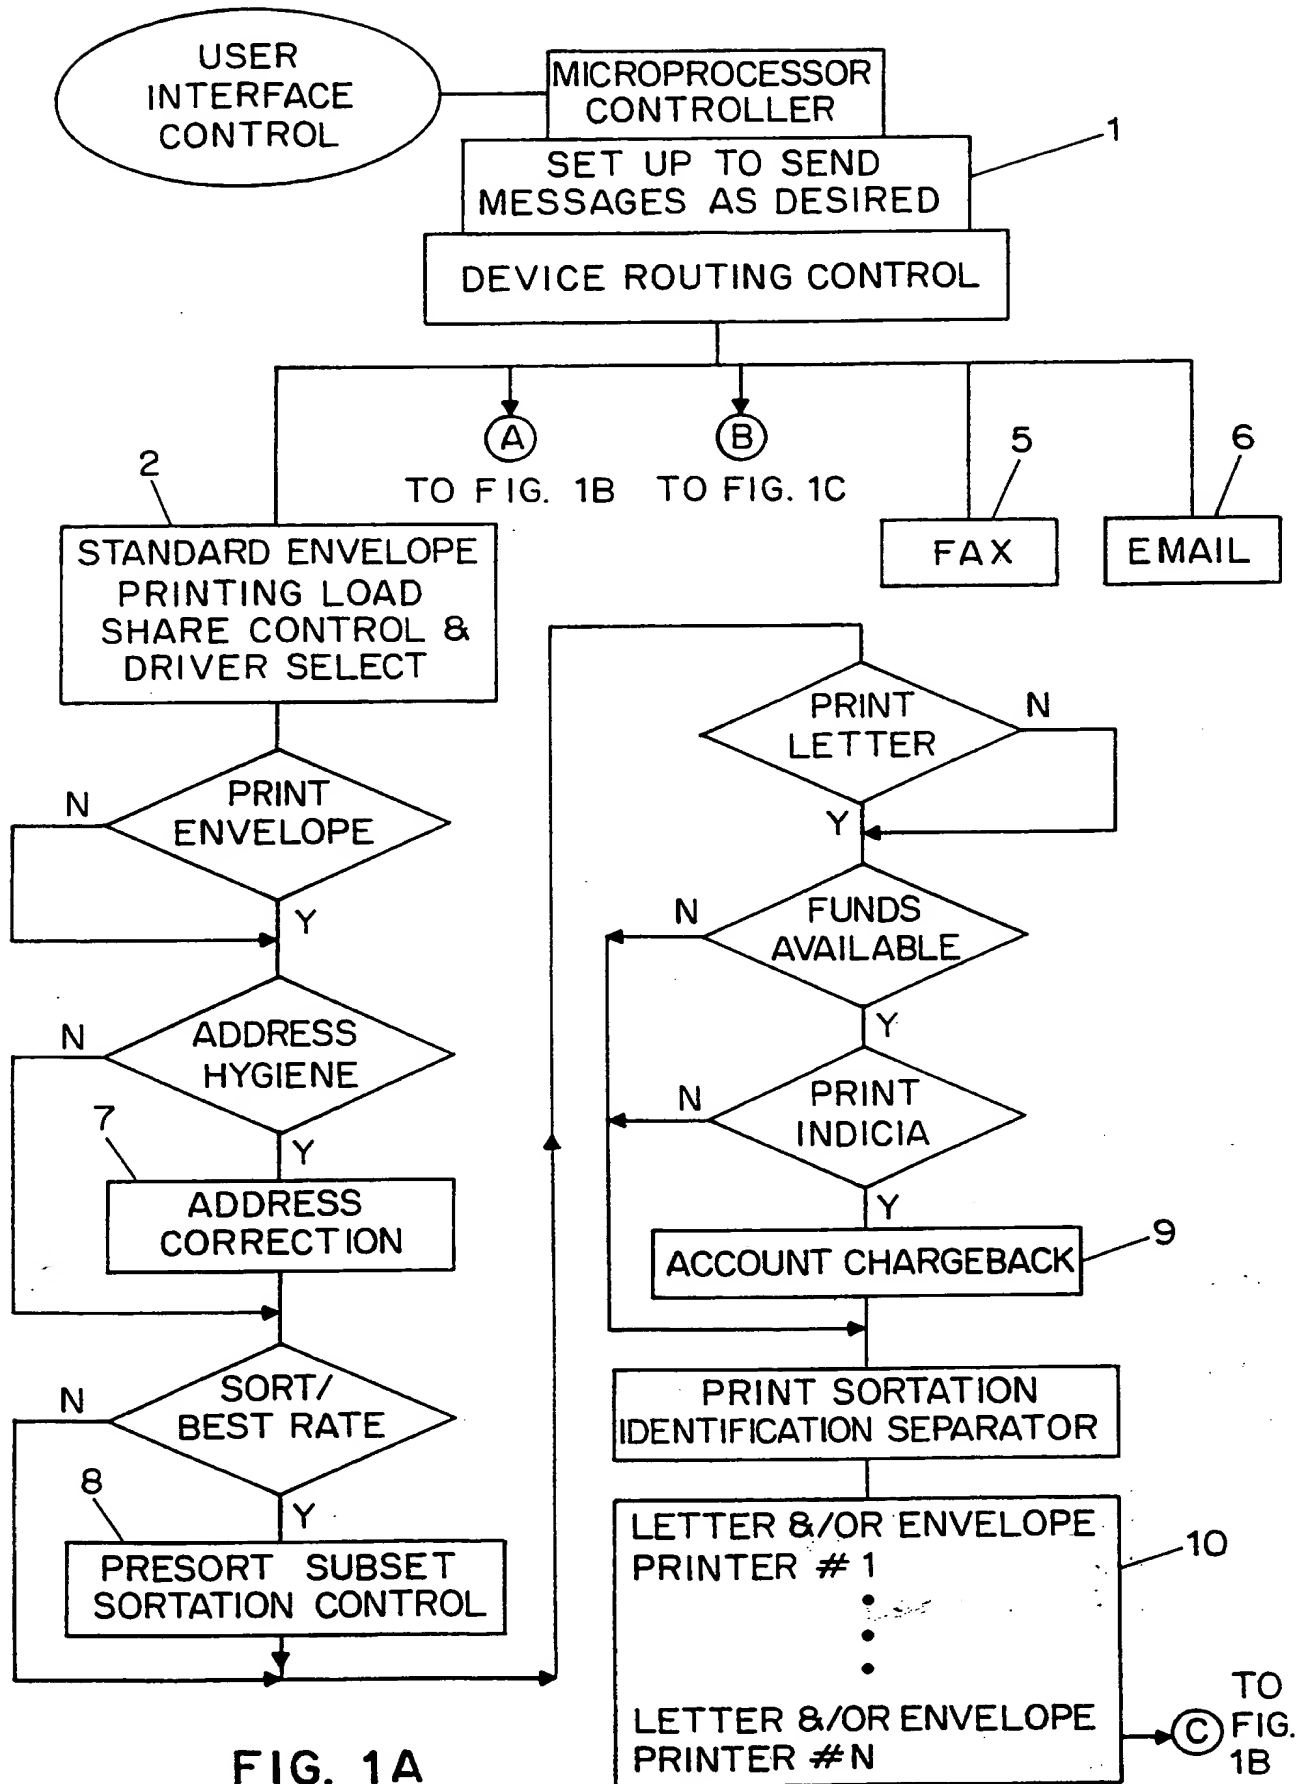 USER
INTERFACE
CONTROL
MICROPROCESSOR
CONTROLLER
1
SET UP TO SEND
MESSAGES AS DESIRED
DEVICE ROUTING CONTROL
A
B
TO FIG. 1B
TO FIG. 1C
5
6
FAX
EMAIL
2
STANDARD ENVELOPE
PRINTING LOAD
SHARE CONTROL &
DRIVER SELECT
N
PRINT
ENVELOPE
Y
N
ADDRESS
HYGIENE
7
Y
ADDRESS
CORRECTION
N
SORT/
BEST RATE
8
Y
PRESORT SUBSET
SORTATION CONTROL
PRINT
LETTER
N
Y
N
FUNDS
AVAILABLE
Y
N
PRINT
INDICIA
Y
ACCOUNT CHARGEBACK
9
PRINT SORTATION
IDENTIFICATION SEPARATOR
LETTER &/OR ENVELOPE
PRINTER #1
10
LETTER &/OR ENVELOPE
PRINTER #N
C
TO
FIG.
1B
FIG. 1A